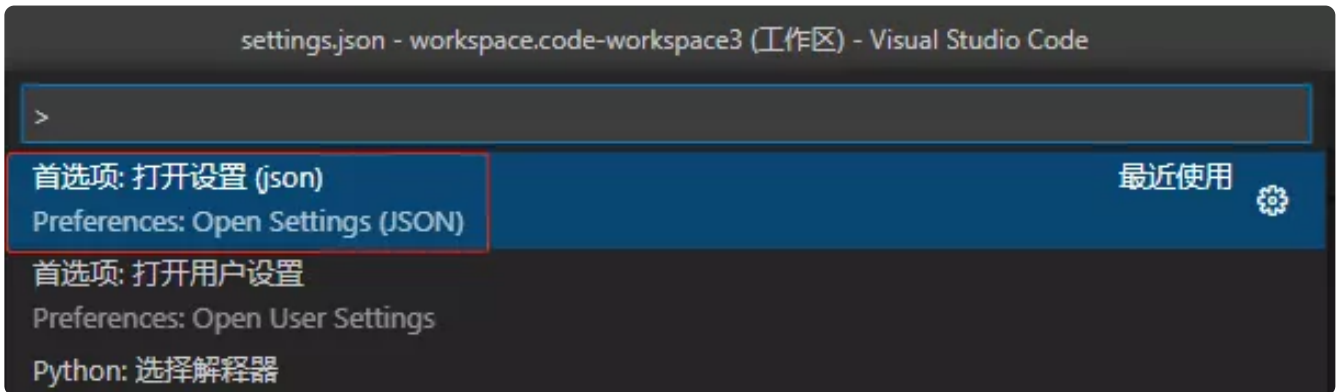 settings.json - workspace.code-workspace3 (工作区) - Visual Studio Code
>
首选项: 打开设置 (json)
最近使用
Preferences: Open Settings (JSON)
首选项: 打开用户设置
Preferences: Open User Settings
Python: 选择解释器